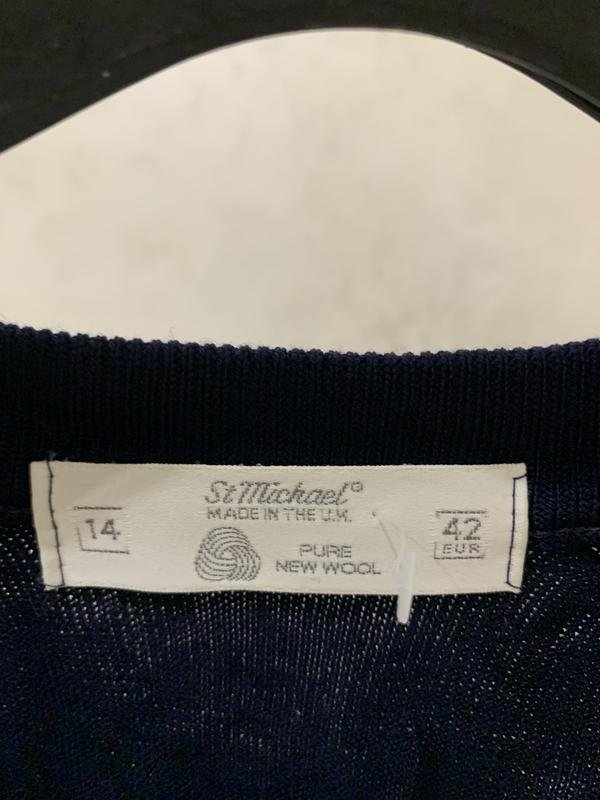 St Michael®
MADE IN THE U.K.
14
42
EUR
PURE
NEW WOOL